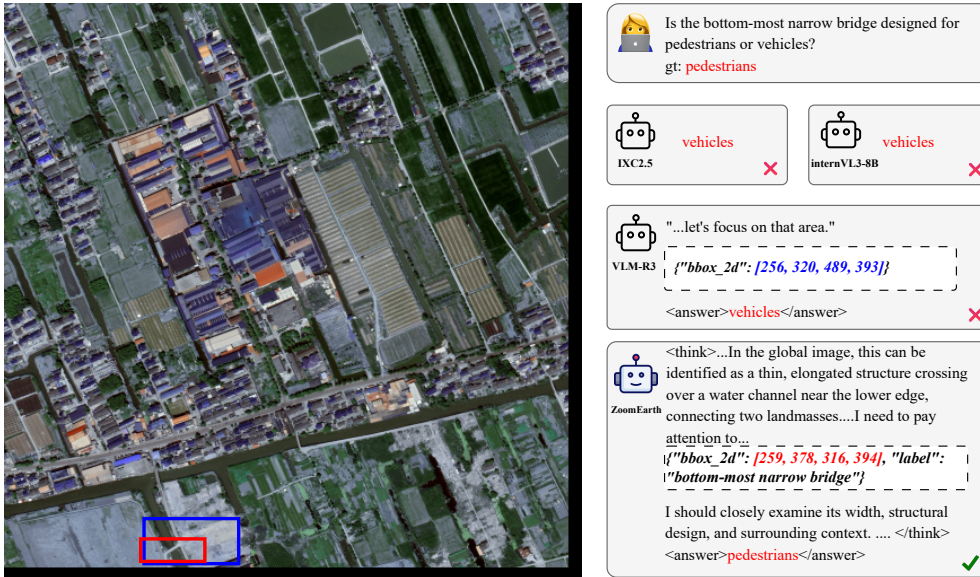 Is the bottom-most narrow bridge designed for
pedestrians or vehicles?
gt: pedestrians
IXC2.5
vehicles
internVL3-8B
vehicles
"...let's focus on that area."
VLM-R3
{"bbox_2d": [256, 320, 489, 393]}
<answer>vehicles</answer>
<think>...In the global image, this can be
identified as a thin, elongated structure crossing
over a water channel near the lower edge,
connecting two landmasses....I need to pay
attention to...
ZoomEarth
{"bbox_2d": [259, 378, 316, 394], "label":
"bottom-most narrow bridge"}
I should closely examine its width, structural
design, and surrounding context. .... </think>
<answer>pedestrians</answer>